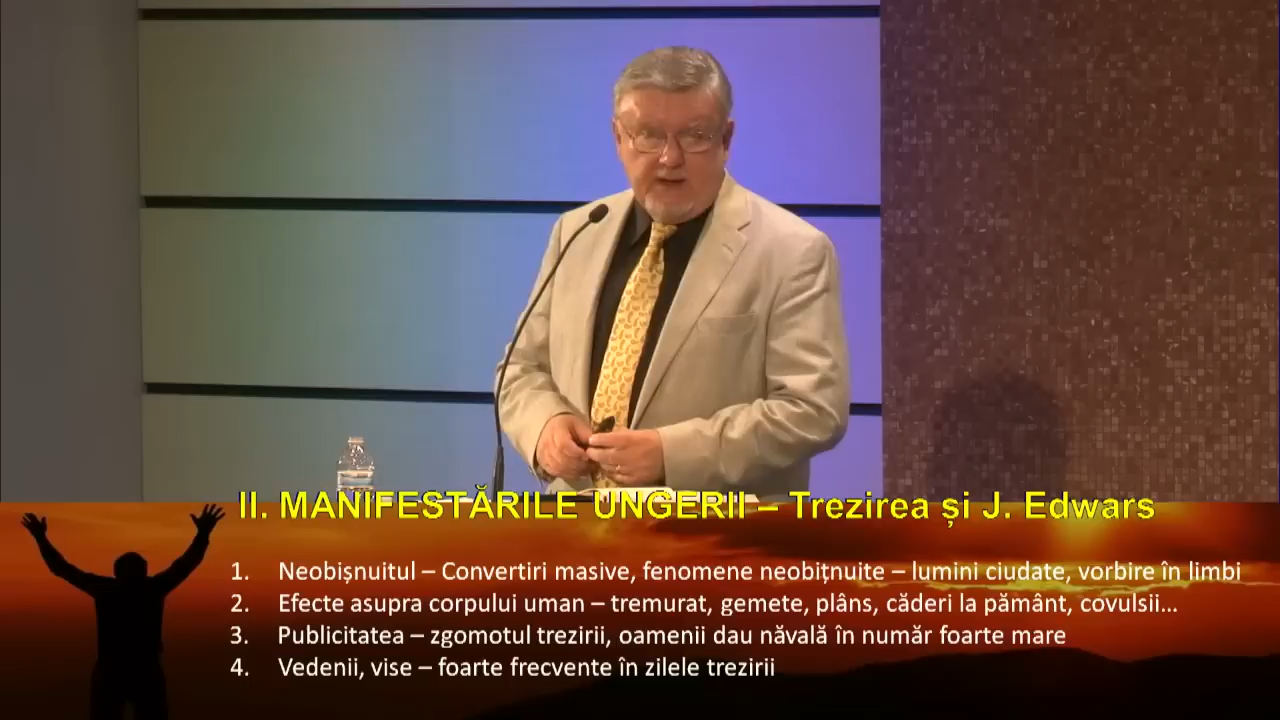 II. MANIFESTĂRILE UNGERII – Trezirea și J. Edwars
1. Neobișnuitul – Convertiri masive, fenomene neobițnuite – lumini ciudate, vorbire în limbi
2. Efecte asupra corpului uman – tremurat, gemete, plâns, căderi la pământ, covulsii...
3. Publicitatea – zgomotul trezirii, oamenii dau năvală în număr foarte mare
4. Vedenii, vise – foarte frecvente în zilele trezirii